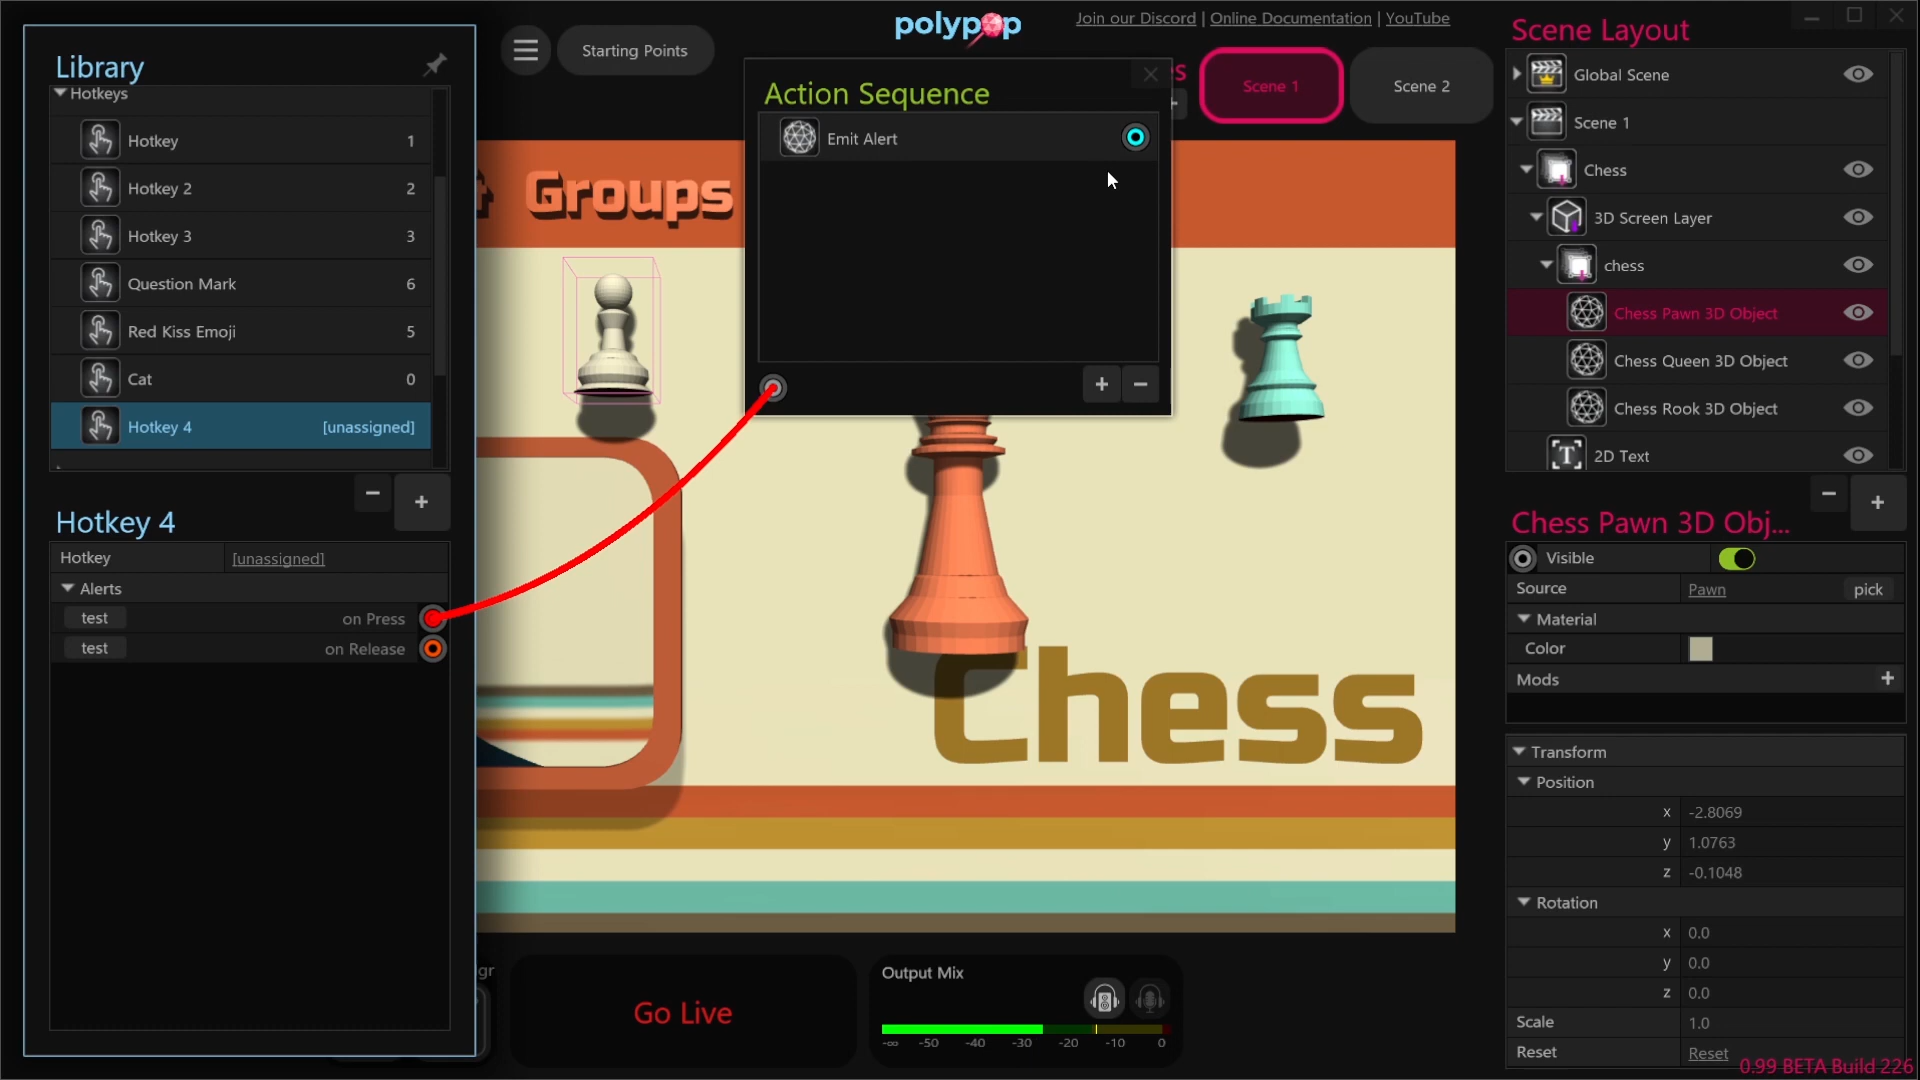 polypop
Join our Discord | Online Documentation | YouTube
Starting Points
Scene 1
Scene 2
Library
Hotkeys
Hotkey 1
Hotkey 2 2
Hotkey 3 3
Question Mark 6
Red Kiss Emoji 5
Cat 0
Hotkey 4 [unassigned]
Hotkey 4
Hotkey [unassigned]
Alerts
test on Press
test on Release
Action Sequence
Emit Alert
Groups
Chess
Go Live
Output Mix
-∞ -50 -40 -30 -20 -10 0
Scene Layout
Global Scene
Scene 1
Chess
3D Screen Layer
chess
Chess Pawn 3D Object
Chess Queen 3D Object
Chess Rook 3D Object
2D Text
Chess Pawn 3D Obj...
Visible
Source Pawn pick
Material
Color
Mods
Transform
Position
x -2.8069
y 1.0763
z -0.1048
Rotation
x 0.0
y 0.0
z 0.0
Scale 1.0
Reset Reset
0.99 BETA Build 226